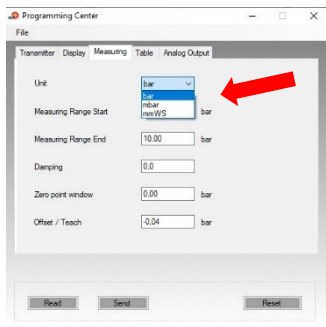 Programming Center
File
Transmitter Display Measuring Table Analog Output
Unit bar
bar
mbar
mmWS
Measuring Range Start bar
Measuring Range End 10.00 bar
Damping 0.0
Zero point window 0.00 bar
Offset / Teach -0.04 bar
Read Send Reset